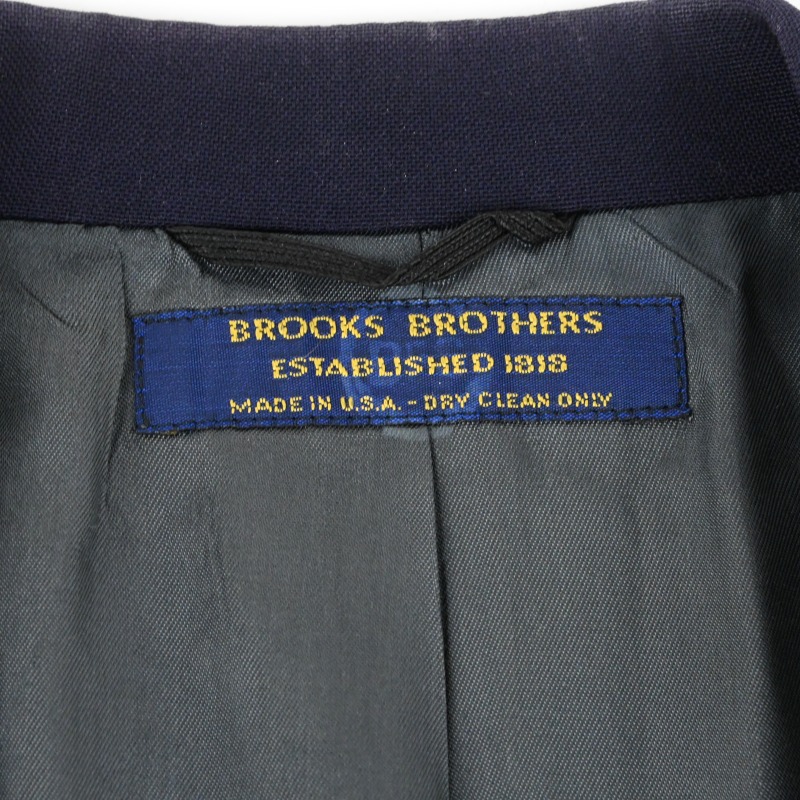 BROOKS BROTHERS
ESTABLISHED 1818
MADE IN U.S.A. - DRY CLEAN ONLY